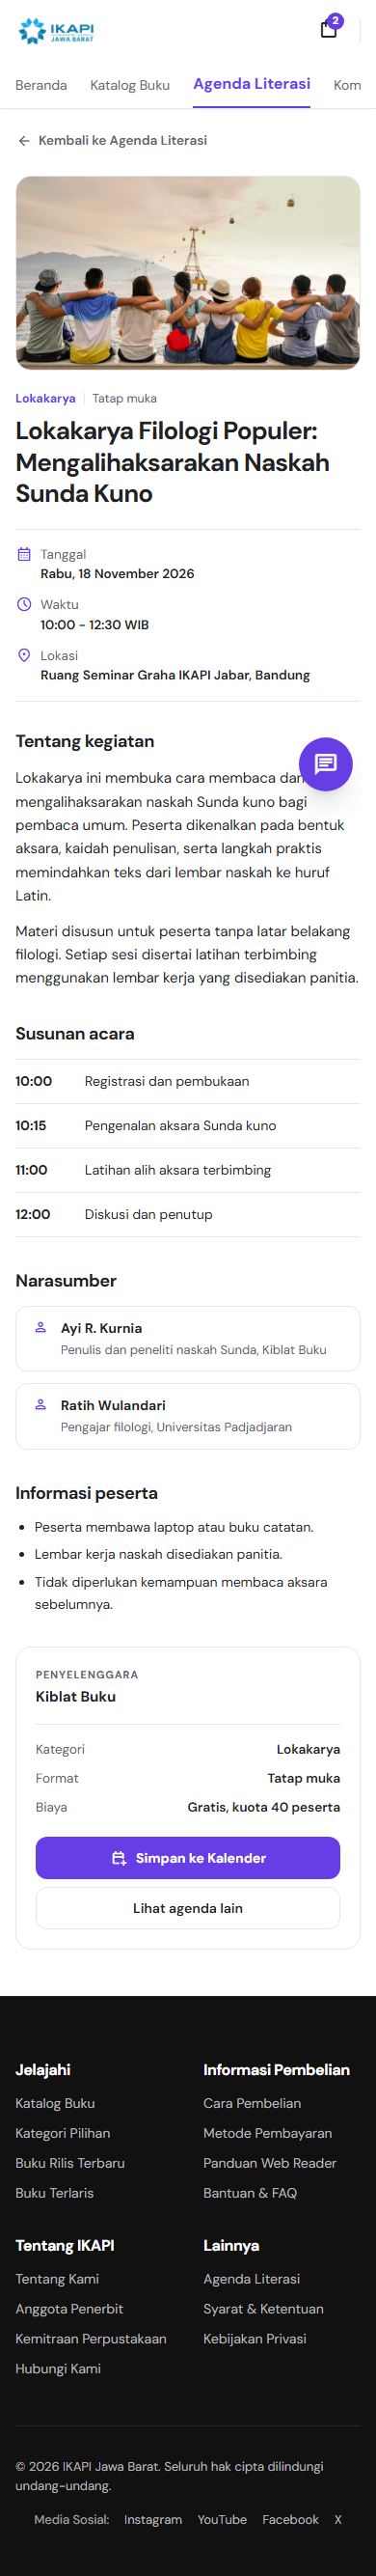 IKAPI
JAWA BARAT
2
Beranda
Katalog Buku
Agenda Literasi
Kom
Kembali ke Agenda Literasi
Lokakarya
Tatap muka
Lokakarya Filologi Populer:
Mengalihaksarakan Naskah
Sunda Kuno
Tanggal
Rabu, 18 November 2026
Waktu
10:00 - 12:30 WIB
Lokasi
Ruang Seminar Graha IKAPI Jabar, Bandung
Tentang kegiatan
Lokakarya ini membuka cara membaca dan
mengalihaksarakan naskah Sunda kuno bagi
pembaca umum. Peserta dikenalkan pada bentuk
aksara, kaidah penulisan, serta langkah praktis
memindahkan teks dari lembar naskah ke huruf
Latin.
Materi disusun untuk peserta tanpa latar belakang
filologi. Setiap sesi disertai latihan terbimbing
menggunakan lembar kerja yang disediakan panitia.
Susunan acara
10:00 Registrasi dan pembukaan
10:15 Pengenalan aksara Sunda kuno
11:00 Latihan alih aksara terbimbing
12:00 Diskusi dan penutup
Narasumber
Ayi R. Kurnia
Penulis dan peneliti naskah Sunda, Kiblat Buku
Ratih Wulandari
Pengajar filologi, Universitas Padjadjaran
Informasi peserta
• Peserta membawa laptop atau buku catatan.
• Lembar kerja naskah disediakan panitia.
• Tidak diperlukan kemampuan membaca aksara
sebelumnya.
PENYELENGGARA
Kiblat Buku
Kategori Lokakarya
Format Tatap muka
Biaya Gratis, kuota 40 peserta
Simpan ke Kalender
Lihat agenda lain
Jelajahi
Katalog Buku
Kategori Pilihan
Buku Rilis Terbaru
Buku Terlaris
Informasi Pembelian
Cara Pembelian
Metode Pembayaran
Panduan Web Reader
Bantuan & FAQ
Tentang IKAPI
Tentang Kami
Anggota Penerbit
Kemitraan Perpustakaan
Hubungi Kami
Lainnya
Agenda Literasi
Syarat & Ketentuan
Kebijakan Privasi
© 2026 IKAPI Jawa Barat. Seluruh hak cipta dilindungi
undang-undang.
Media Sosial: Instagram YouTube Facebook X